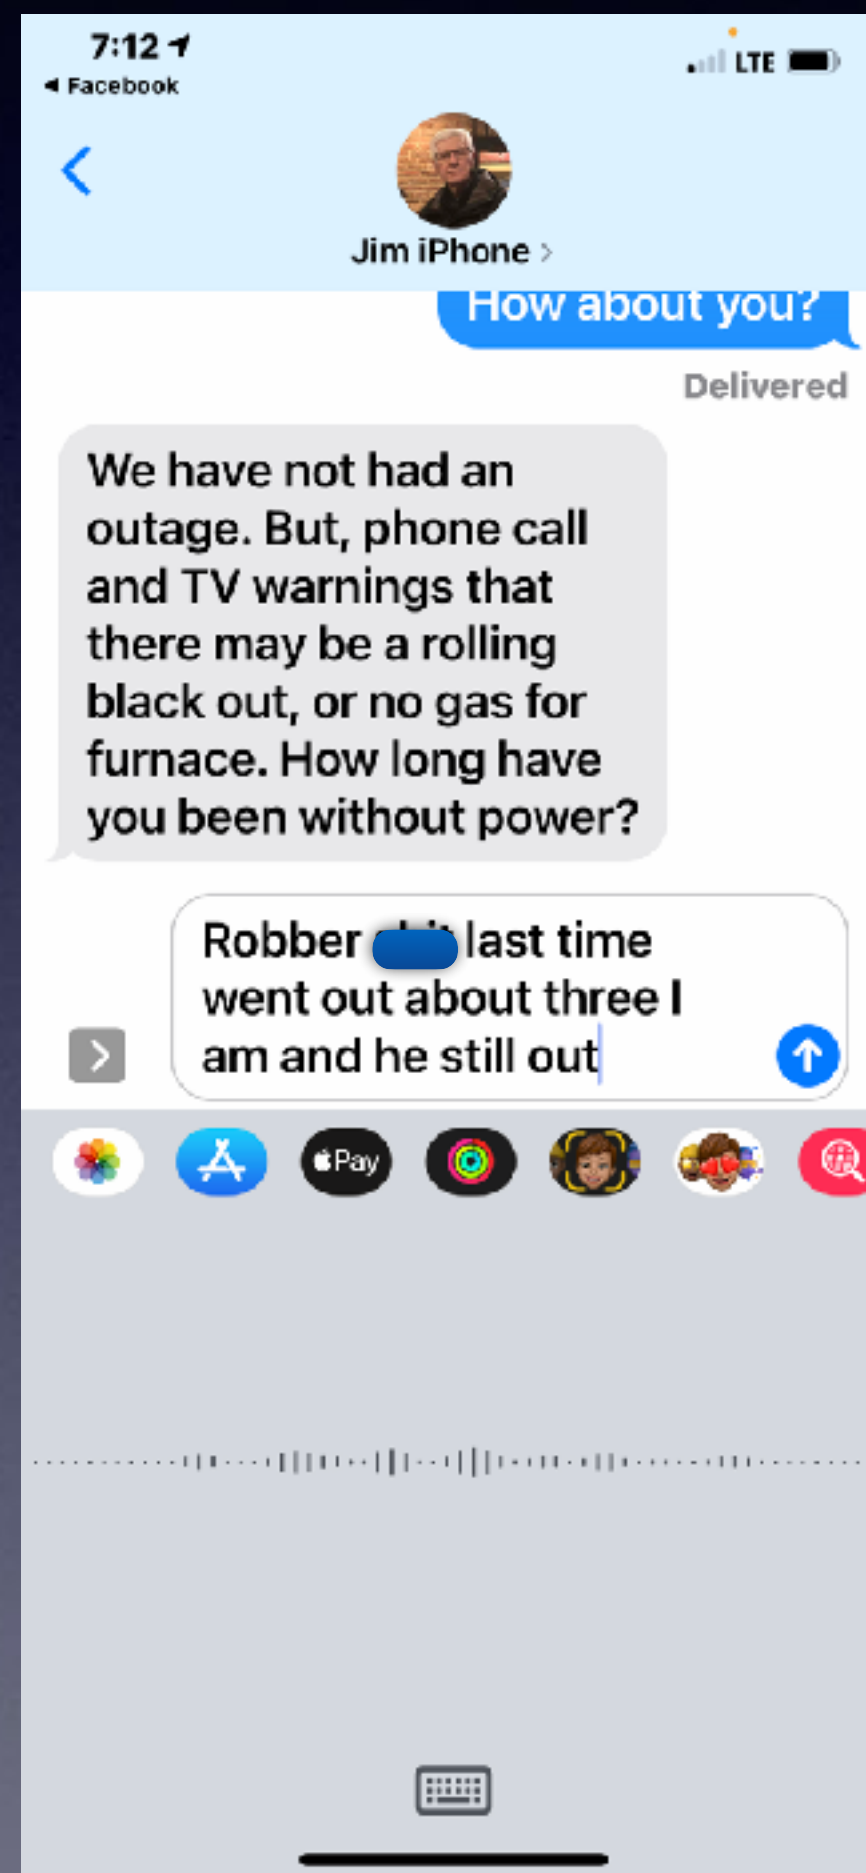 7:12
LTE
Facebook
Jim iPhone
How about you?
Delivered
We have not had an
outage. But, phone call
and TV warnings that
there may be a rolling
black out, or no gas for
furnace. How long have
you been without power?
Robber last time
went out about three I
am and he still out
Pay